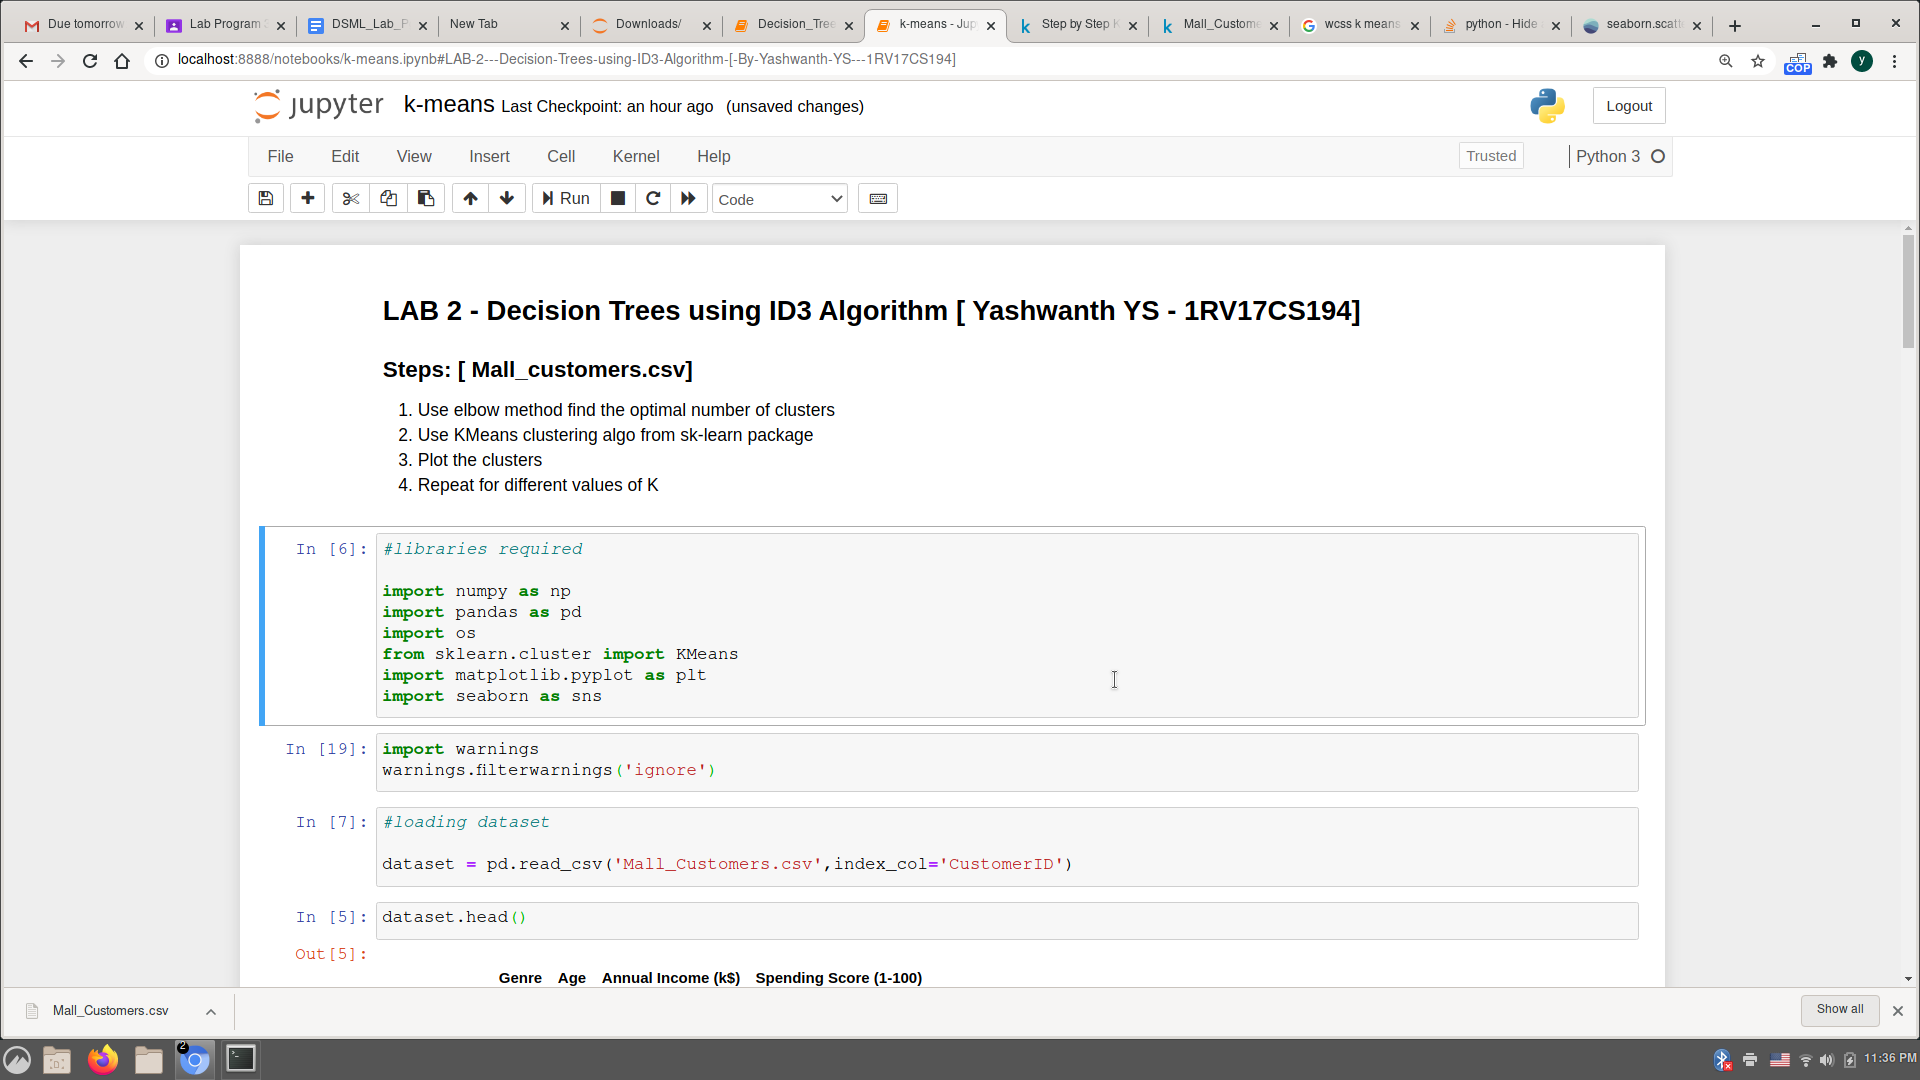 Due tomorrow
Lab Program
DSML_Lab_P
New Tab
Downloads/
Decision_Tree
k-means - Jup
Step by Step K
Mall_Custome
wcss k means
python - Hide
seaborn.scatt
localhost:8888/notebooks/k-means.ipynb#LAB-2---Decision-Trees-using-ID3-Algorithm-[-By-Yashwanth-YS---1RV17CS194]
COP
y
jupyter k-means Last Checkpoint: an hour ago (unsaved changes)
Logout
File Edit View Insert Cell Kernel Help
Trusted
Python 3
Run
Code
LAB 2 - Decision Trees using ID3 Algorithm [ Yashwanth YS - 1RV17CS194]
Steps: [ Mall_customers.csv]
1. Use elbow method find the optimal number of clusters
2. Use KMeans clustering algo from sk-learn package
3. Plot the clusters
4. Repeat for different values of K
In [6]: #libraries required
import numpy as np
import pandas as pd
import os
from sklearn.cluster import KMeans
import matplotlib.pyplot as plt
import seaborn as sns
In [19]: import warnings
warnings.filterwarnings('ignore')
In [7]: #loading dataset
dataset = pd.read_csv('Mall_Customers.csv',index_col='CustomerID')
In [5]: dataset.head()
Out[5]:
Genre Age Annual Income (k$) Spending Score (1-100)
Mall_Customers.csv
Show all
2
11:36 PM